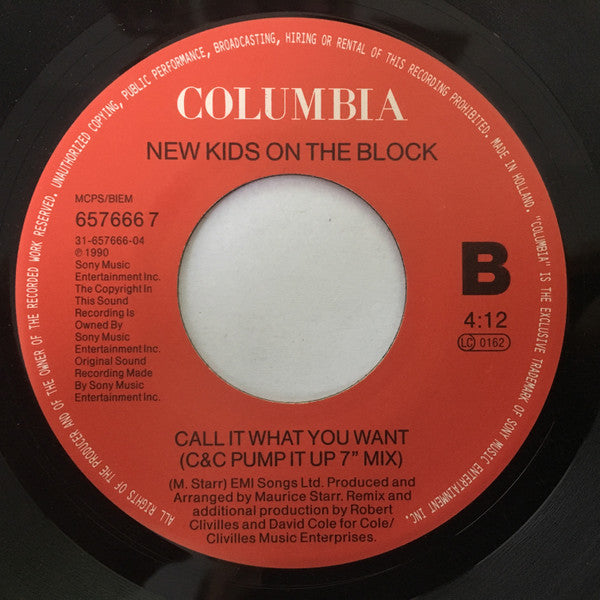 UNAUTHORIZED COPYING, PUBLIC PERFORMANCE, BROADCASTING, HIRING OR RENTAL OF THIS RECORDING PROHIBITED. MADE IN HOLLAND. "COLUMBIA" IS THE EXCLUSIVE TRADEMARK OF SONY MUSIC ENTERTAINMENT INC.
ALL RIGHTS OF THE PRODUCER AND OF THE OWNER OF THE RECORDED WORK RESERVED.
COLUMBIA
NEW KIDS ON THE BLOCK
MCPS/BIEM
657666 7
31-657666-04
℗ 1990
Sony Music
Entertainment Inc.
The Copyright In
This Sound
Recording Is
Owned By
Sony Music
Entertainment Inc.
Original Sound
Recording Made
By Sony Music
Entertainment Inc.
B
4:12
LC 0162
CALL IT WHAT YOU WANT
(C&C PUMP IT UP 7” MIX)
(M. Starr) EMI Songs Ltd. Produced and
Arranged by Maurice Starr. Remix and
additional production by Robert
Clivilles and David Cole for Cole/
Clivilles Music Enterprises.